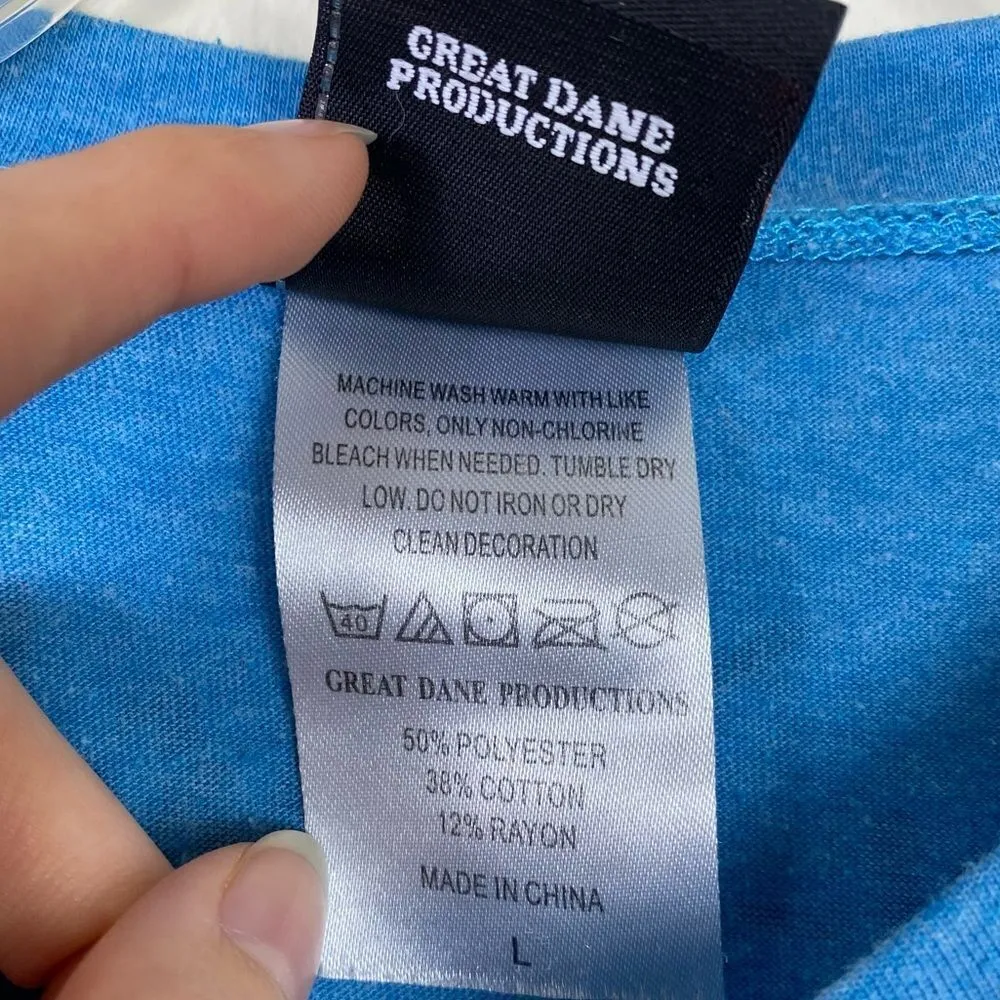 GREAT DANE
PRODUCTIONS
MACHINE WASH WARM WITH LIKE
COLORS, ONLY NON-CHLORINE
BLEACH WHEN NEEDED. TUMBLE DRY
LOW. DO NOT IRON OR DRY
CLEAN DECORATION
40
GREAT DANE PRODUCTIONS
50% POLYESTER
38% COTTON
12% RAYON
MADE IN CHINA
L